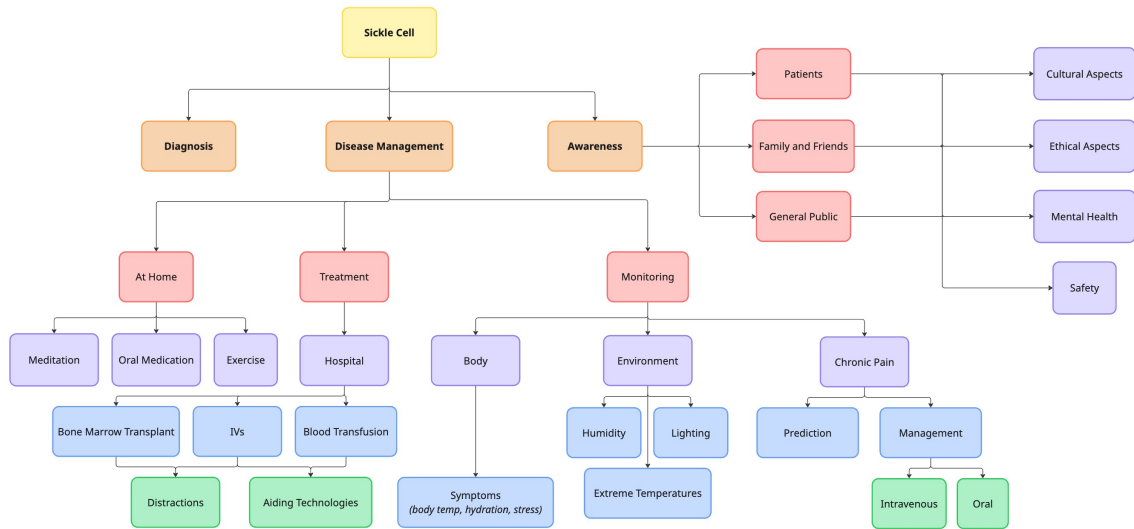 Sickle Cell
Patients
Cultural Aspects
Diagnosis
Disease Management
Awareness
Family and Friends
Ethical Aspects
General Public
Mental Health
At Home
Treatment
Monitoring
Safety
Meditation
Oral Medication
Exercise
Hospital
Body
Environment
Chronic Pain
Bone Marrow Transplant
IVs
Blood Transfusion
Humidity
Lighting
Prediction
Management
Distractions
Aiding Technologies
Symptoms
(body temp, hydration, stress)
Extreme Temperatures
Intravenous
Oral